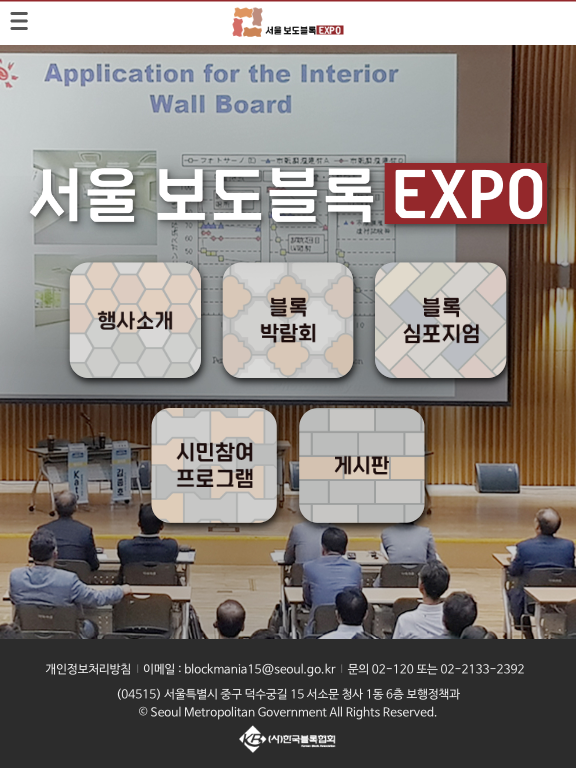 서울 보도블록 EXPO
Application for the Interior
Wall Board
서울 보도블록 EXPO
행사소개
블록
박람회
블록
심포지엄
시민참여
프로그램
게시판
Kat
김종호
개인정보처리방침 | 이메일 : blockmania15@seoul.go.kr | 문의 02-120 또는 02-2133-2392
(04515) 서울특별시 중구 덕수궁길 15 서소문 청사 1동 6층 보행정책과
© Seoul Metropolitan Government All Rights Reserved.
(사)한국블록협회